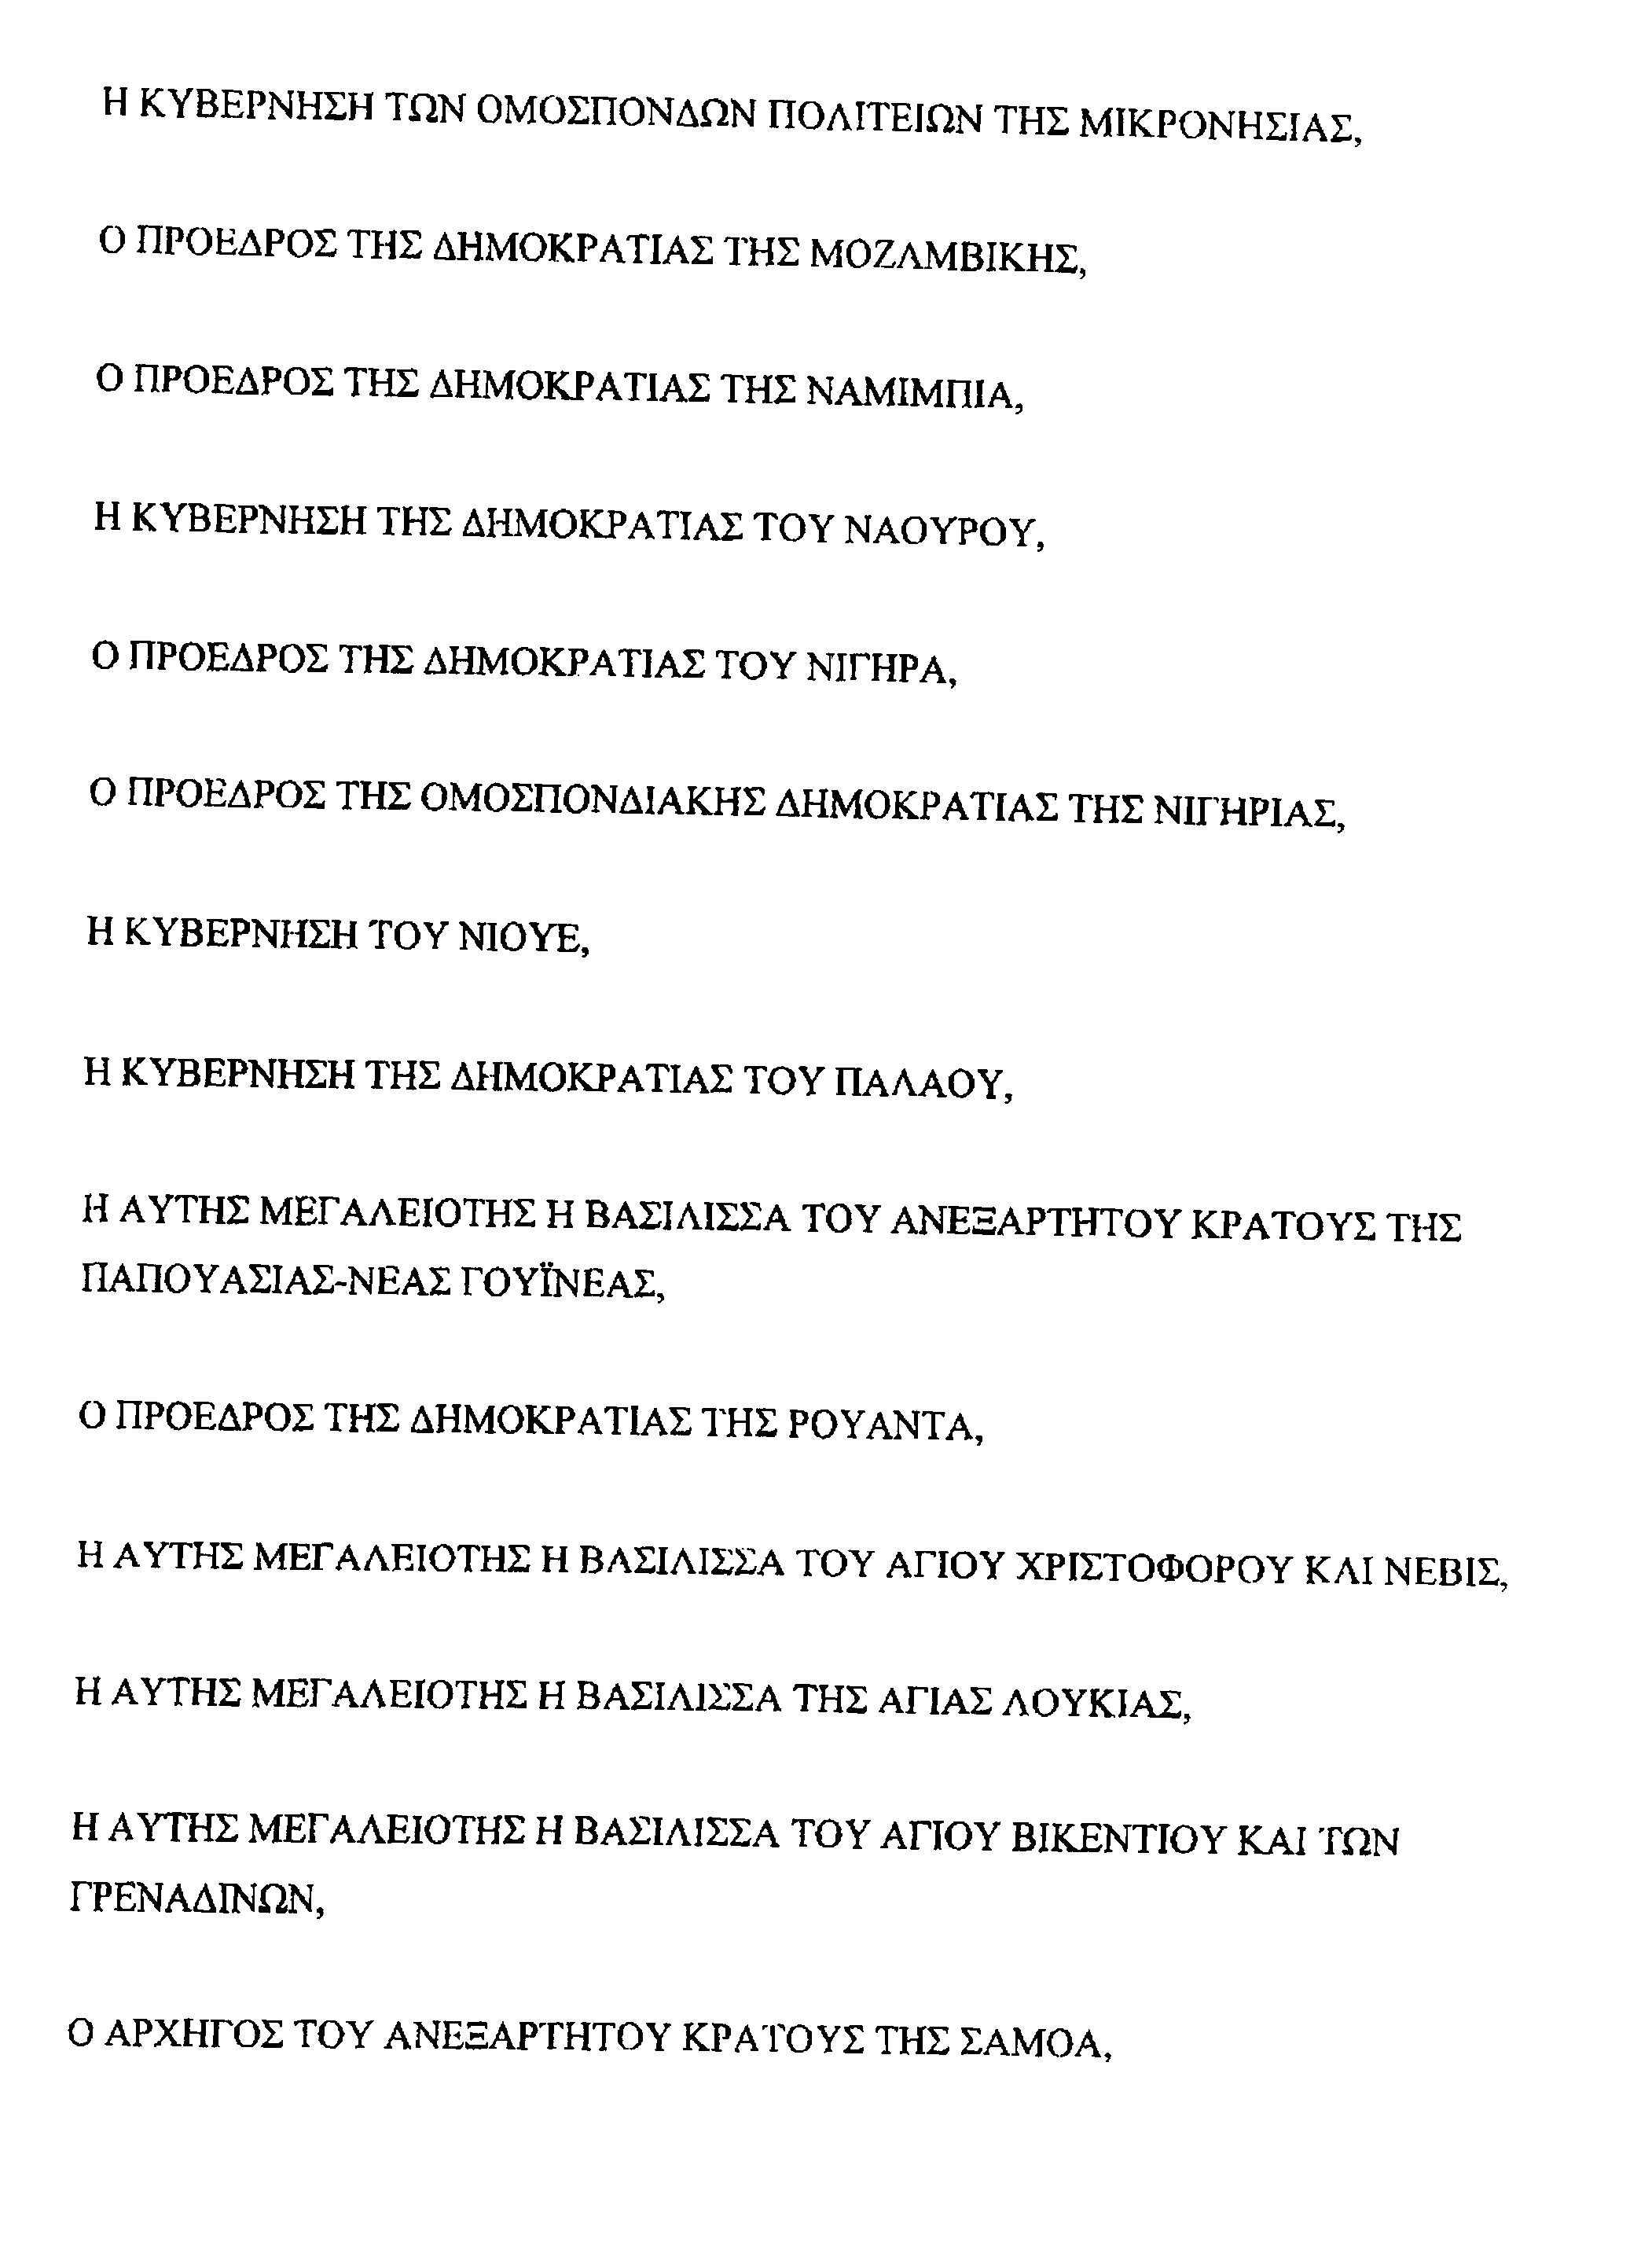 Η ΚΥΒΕΡΝΗΣΗ ΤΩΝ ΟΜΟΣΠΟΝΔΩΝ ΠΟΛΙΤΕΙΩΝ ΤΗΣ ΜΙΚΡΟΝΗΣΙΑΣ,
Ο ΠΡΟΕΔΡΟΣ ΤΗΣ ΔΗΜΟΚΡΑΤΙΑΣ ΤΗΣ ΜΟΖΑΜΒΙΚΗΣ,
Ο ΠΡΟΕΔΡΟΣ ΤΗΣ ΔΗΜΟΚΡΑΤΙΑΣ ΤΗΣ ΝΑΜΙΜΠΙΑ,
Η ΚΥΒΕΡΝΗΣΗ ΤΗΣ ΔΗΜΟΚΡΑΤΙΑΣ ΤΟΥ ΝΑΟΥΡΟΥ,
Ο ΠΡΟΕΔΡΟΣ ΤΗΣ ΔΗΜΟΚΡΑΤΙΑΣ ΤΟΥ ΝΙΓΗΡΑ,
Ο ΠΡΟΕΔΡΟΣ ΤΗΣ ΟΜΟΣΠΟΝΔΙΑΚΗΣ ΔΗΜΟΚΡΑΤΙΑΣ ΤΗΣ ΝΙΓΗΡΙΑΣ,
Η ΚΥΒΕΡΝΗΣΗ ΤΟΥ ΝΙΟΥΕ,
Η ΚΥΒΕΡΝΗΣΗ ΤΗΣ ΔΗΜΟΚΡΑΤΙΑΣ ΤΟΥ ΠΑΛΑΟΥ,
Η ΑΥΤΗΣ ΜΕΓΑΛΕΙΟΤΗΣ Η ΒΑΣΙΛΙΣΣΑ ΤΟΥ ΑΝΕΞΑΡΤΗΤΟΥ ΚΡΑΤΟΥΣ ΤΗΣ
ΠΑΠΟΥΑΣΙΑΣ-ΝΕΑΣ ΓΟΥΪΝΕΑΣ,
Ο ΠΡΟΕΔΡΟΣ ΤΗΣ ΔΗΜΟΚΡΑΤΙΑΣ ΤΗΣ ΡΟΥΑΝΤΑ,
Η ΑΥΤΗΣ ΜΕΓΑΛΕΙΟΤΗΣ Η ΒΑΣΙΛΙΣΣΑ ΤΟΥ ΑΓΙΟΥ ΧΡΙΣΤΟΦΟΡΟΥ ΚΑΙ ΝΕΒΙΣ,
Η ΑΥΤΗΣ ΜΕΓΑΛΕΙΟΤΗΣ Η ΒΑΣΙΛΙΣΣΑ ΤΗΣ ΑΓΙΑΣ ΛΟΥΚΙΑΣ,
Η ΑΥΤΗΣ ΜΕΓΑΛΕΙΟΤΗΣ Η ΒΑΣΙΛΙΣΣΑ ΤΟΥ ΑΓΙΟΥ ΒΙΚΕΝΤΙΟΥ ΚΑΙ ΤΩΝ
ΓΡΕΝΑΔΙΝΩΝ,
Ο ΑΡΧΗΓΟΣ ΤΟΥ ΑΝΕΞΑΡΤΗΤΟΥ ΚΡΑΤΟΥΣ ΤΗΣ ΣΑΜΟΑ,